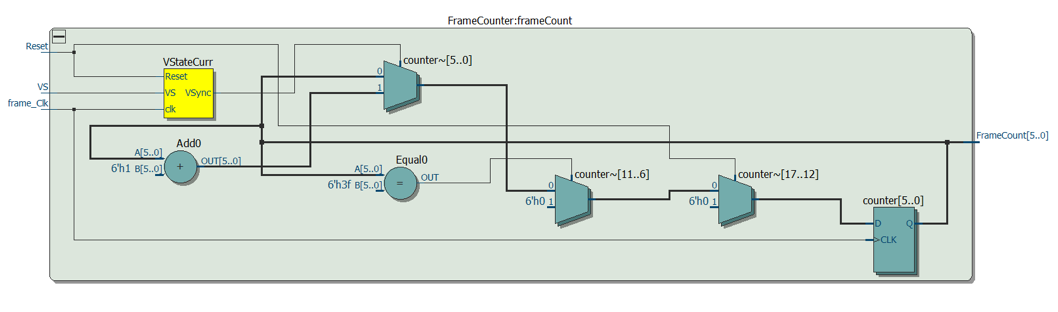 FrameCounter:frameCount
Reset
VStateCurr
counter~[5..0]
0
1
Reset
VS
VS VSync
frame_Clk
clk
FrameCount[5..0]
Add0
A[5..0]
+
OUT[5..0]
6'h1 B[5..0]
Equal0
A[5..0]
=
OUT
6'h3f B[5..0]
counter~[11..6]
0
6'h0 1
counter~[17..12]
0
6'h0 1
counter[5..0]
D Q
>CLK